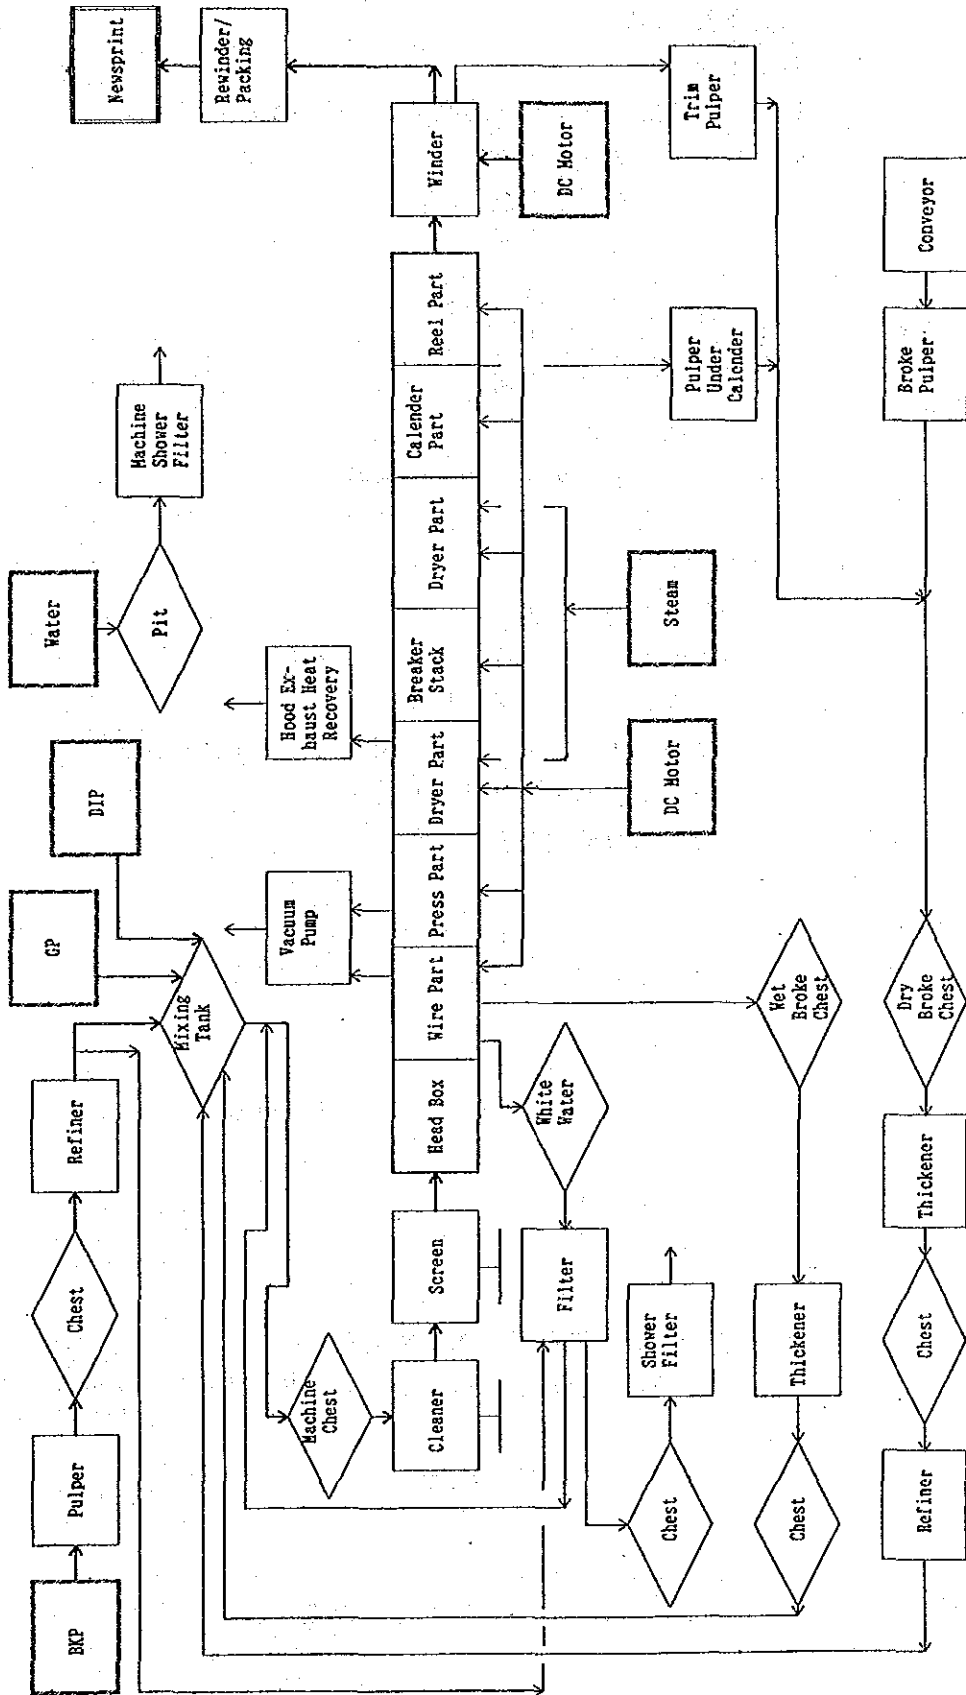 BKP
Pulper
Chest
Refiner
GP
DIP
Water
Newsprint
Mixing
Tank
Pit
Machine
Shower
Filter
Rewinder/
Packing
Machine
Chest
Vacuum
Pump
Hood Ex-
haust Heat
Recovery
Cleaner
Screen
Head Box
Wire Part
Press Part
Dryer Part
Breaker
Stack
Dryer Part
Calender
Part
Reel Part
Winder
White
Water
Filter
DC Motor
Chest
Shower
Filter
DC Motor
Steam
Pulper
Under
Calender
Trim
Pulper
Chest
Thickener
Wet
Broke
Chest
Refiner
Chest
Thickener
Dry
Broke
Chest
Broke
Pulper
Conveyor